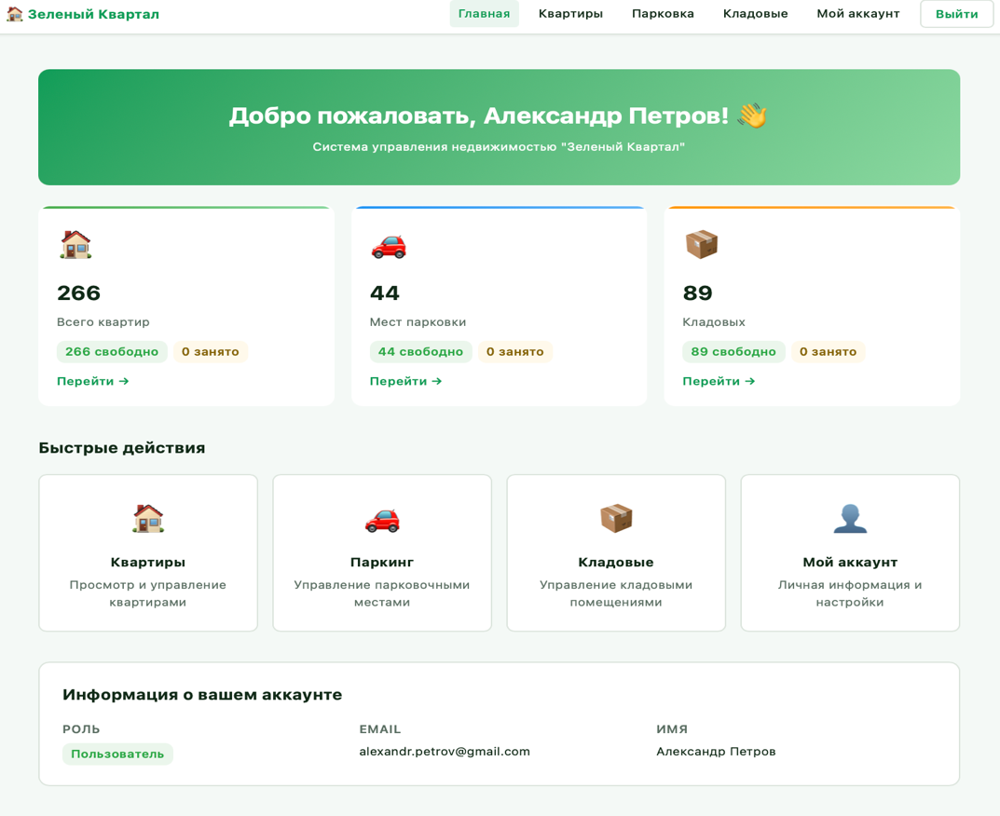 Зеленый Квартал
Главная
Квартиры
Парковка
Кладовые
Мой аккаунт
Выйти
Добро пожаловать, Александр Петров! 👋
Система управления недвижимостью "Зеленый Квартал"
266
Всего квартир
266 свободно
0 занято
Перейти →
44
Мест парковки
44 свободно
0 занято
Перейти →
89
Кладовых
89 свободно
0 занято
Перейти →
Быстрые действия
Квартиры
Просмотр и управление
квартирами
Паркинг
Управление парковочными
местами
Кладовые
Управление кладовыми
помещениями
Мой аккаунт
Личная информация и
настройки
Информация о вашем аккаунте
РОЛЬ
Пользователь
EMAIL
alexandr.petrov@gmail.com
ИМЯ
Александр Петров